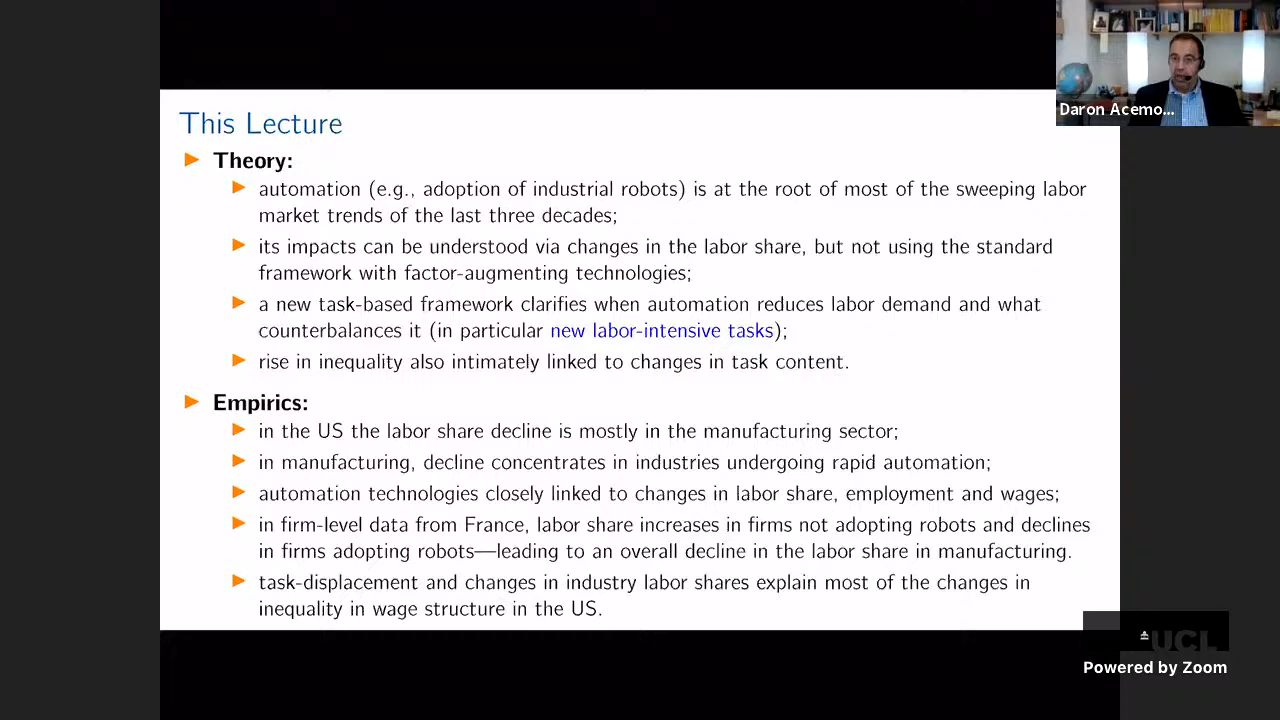 Daron Acemo...
This Lecture
Theory:
automation (e.g., adoption of industrial robots) is at the root of most of the sweeping labor
market trends of the last three decades;
its impacts can be understood via changes in the labor share, but not using the standard
framework with factor-augmenting technologies;
a new task-based framework clarifies when automation reduces labor demand and what
counterbalances it (in particular new labor-intensive tasks);
rise in inequality also intimately linked to changes in task content.
Empirics:
in the US the labor share decline is mostly in the manufacturing sector;
in manufacturing, decline concentrates in industries undergoing rapid automation;
automation technologies closely linked to changes in labor share, employment and wages;
in firm-level data from France, labor share increases in firms not adopting robots and declines
in firms adopting robots—leading to an overall decline in the labor share in manufacturing.
task-displacement and changes in industry labor shares explain most of the changes in
inequality in wage structure in the US.
UCL
Powered by Zoom